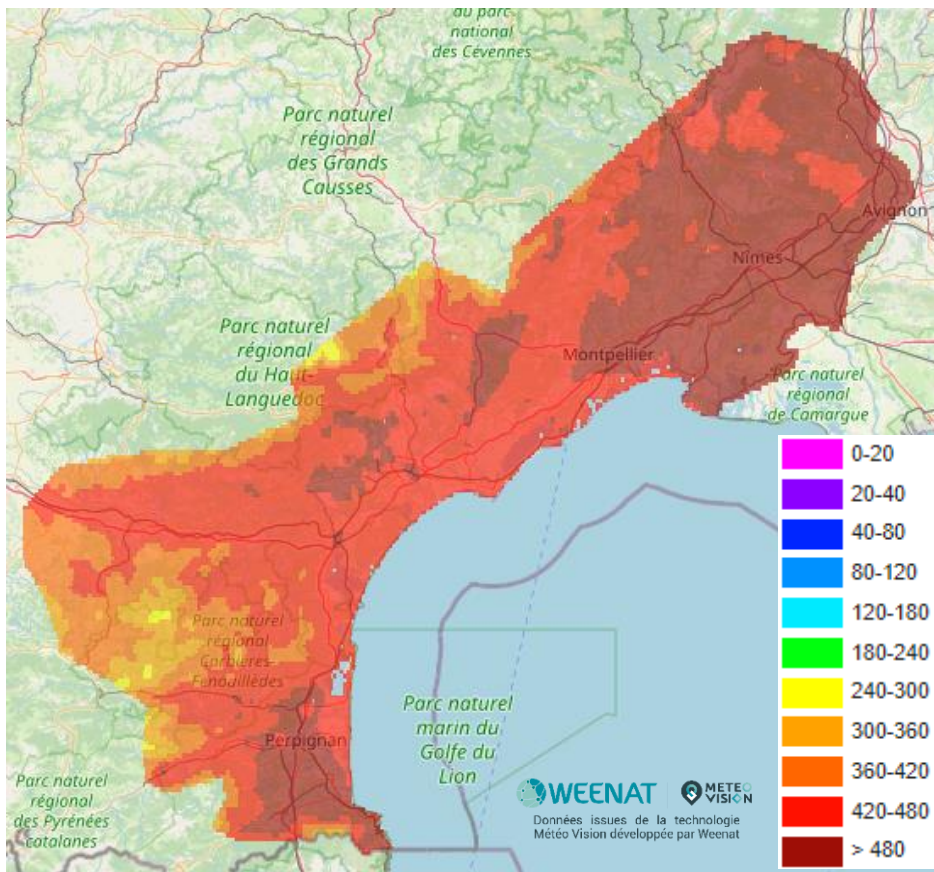 du parc
national
des Cévennes
Parc naturel
régional
des Grands
Causses
Avignon
Nîmes
Parc naturel
régional
du Haut-
Languedoc
Montpellier
Parc naturel
régional
de Camargue
0-20
20-40
40-80
80-120
120-180
180-240
240-300
300-360
360-420
420-480
> 480
Parc naturel
régional
Corbières-
Fenouillèdes
Parc naturel
marin du
Golfe du
Lion
Perpignan
Parc naturel
régional
des Pyrénées
catalanes
WEENAT
METEO
VISION
Données issues de la technologie
Météo Vision développée par Weenat